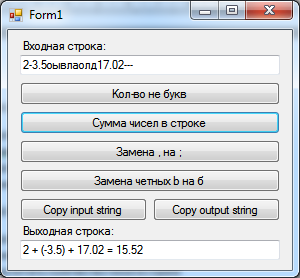 Form1
Входная строка:
2-3.5оывлаолд17.02---
Кол-во не букв
Сумма чисел в строке
Замена , на ;
Замена четных b на б
Copy input string Copy output string
Выходная строка:
2 + (-3.5) + 17.02 = 15.52